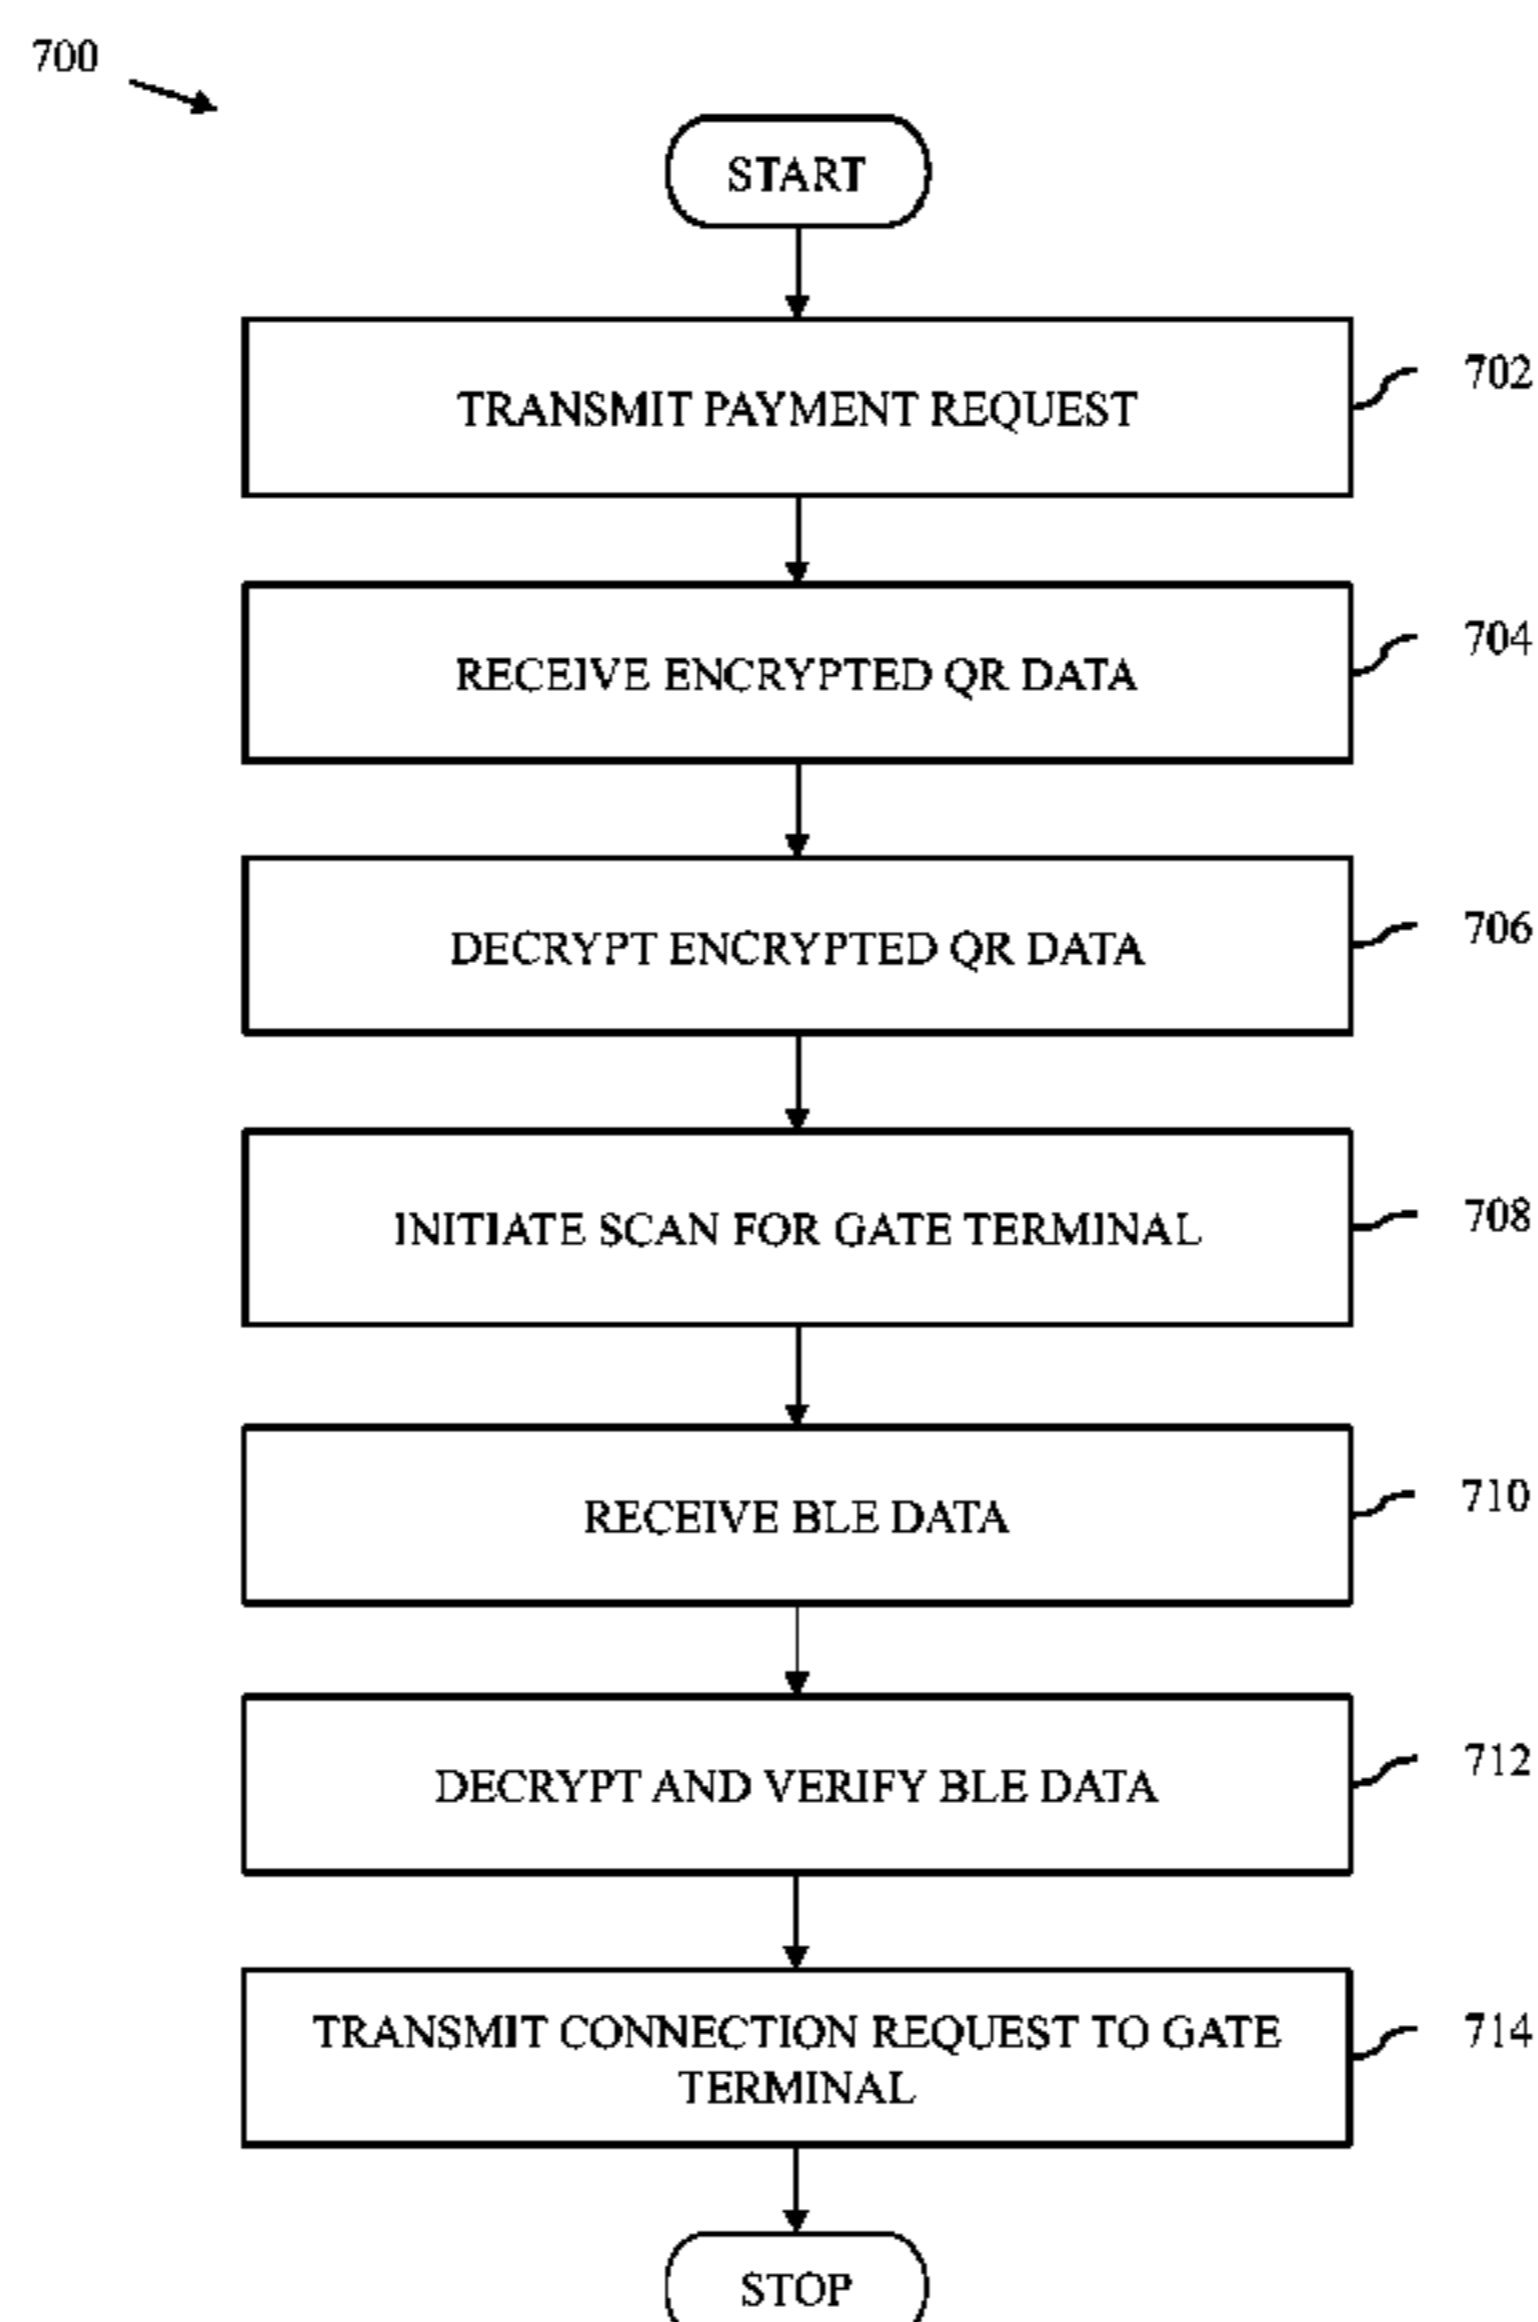 700
START
TRANSMIT PAYMENT REQUEST
702
RECEIVE ENCRYPTED QR DATA
704
DECRYPT ENCRYPTED QR DATA
706
INITIATE SCAN FOR GATE TERMINAL
708
RECEIVE BLE DATA
710
DECRYPT AND VERIFY BLE DATA
712
TRANSMIT CONNECTION REQUEST TO GATE
TERMINAL
714
STOP